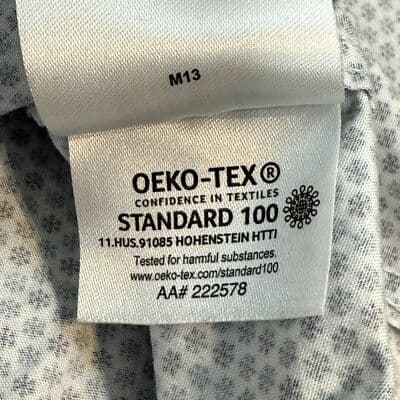 M13
OEKO-TEX®
CONFIDENCE IN TEXTILES
STANDARD 100
11.HUS.91085 HOHENSTEIN HTTI
Tested for harmful substances.
www.oeko-tex.com/standard100
AA# 222578